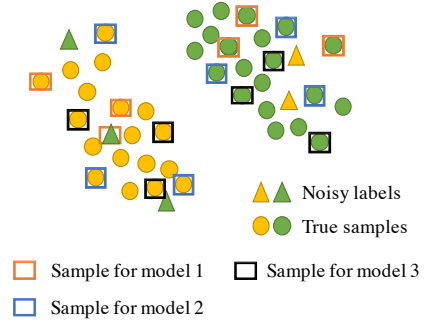 Noisy labels
True samples
Sample for model 1
Sample for model 3
Sample for model 2